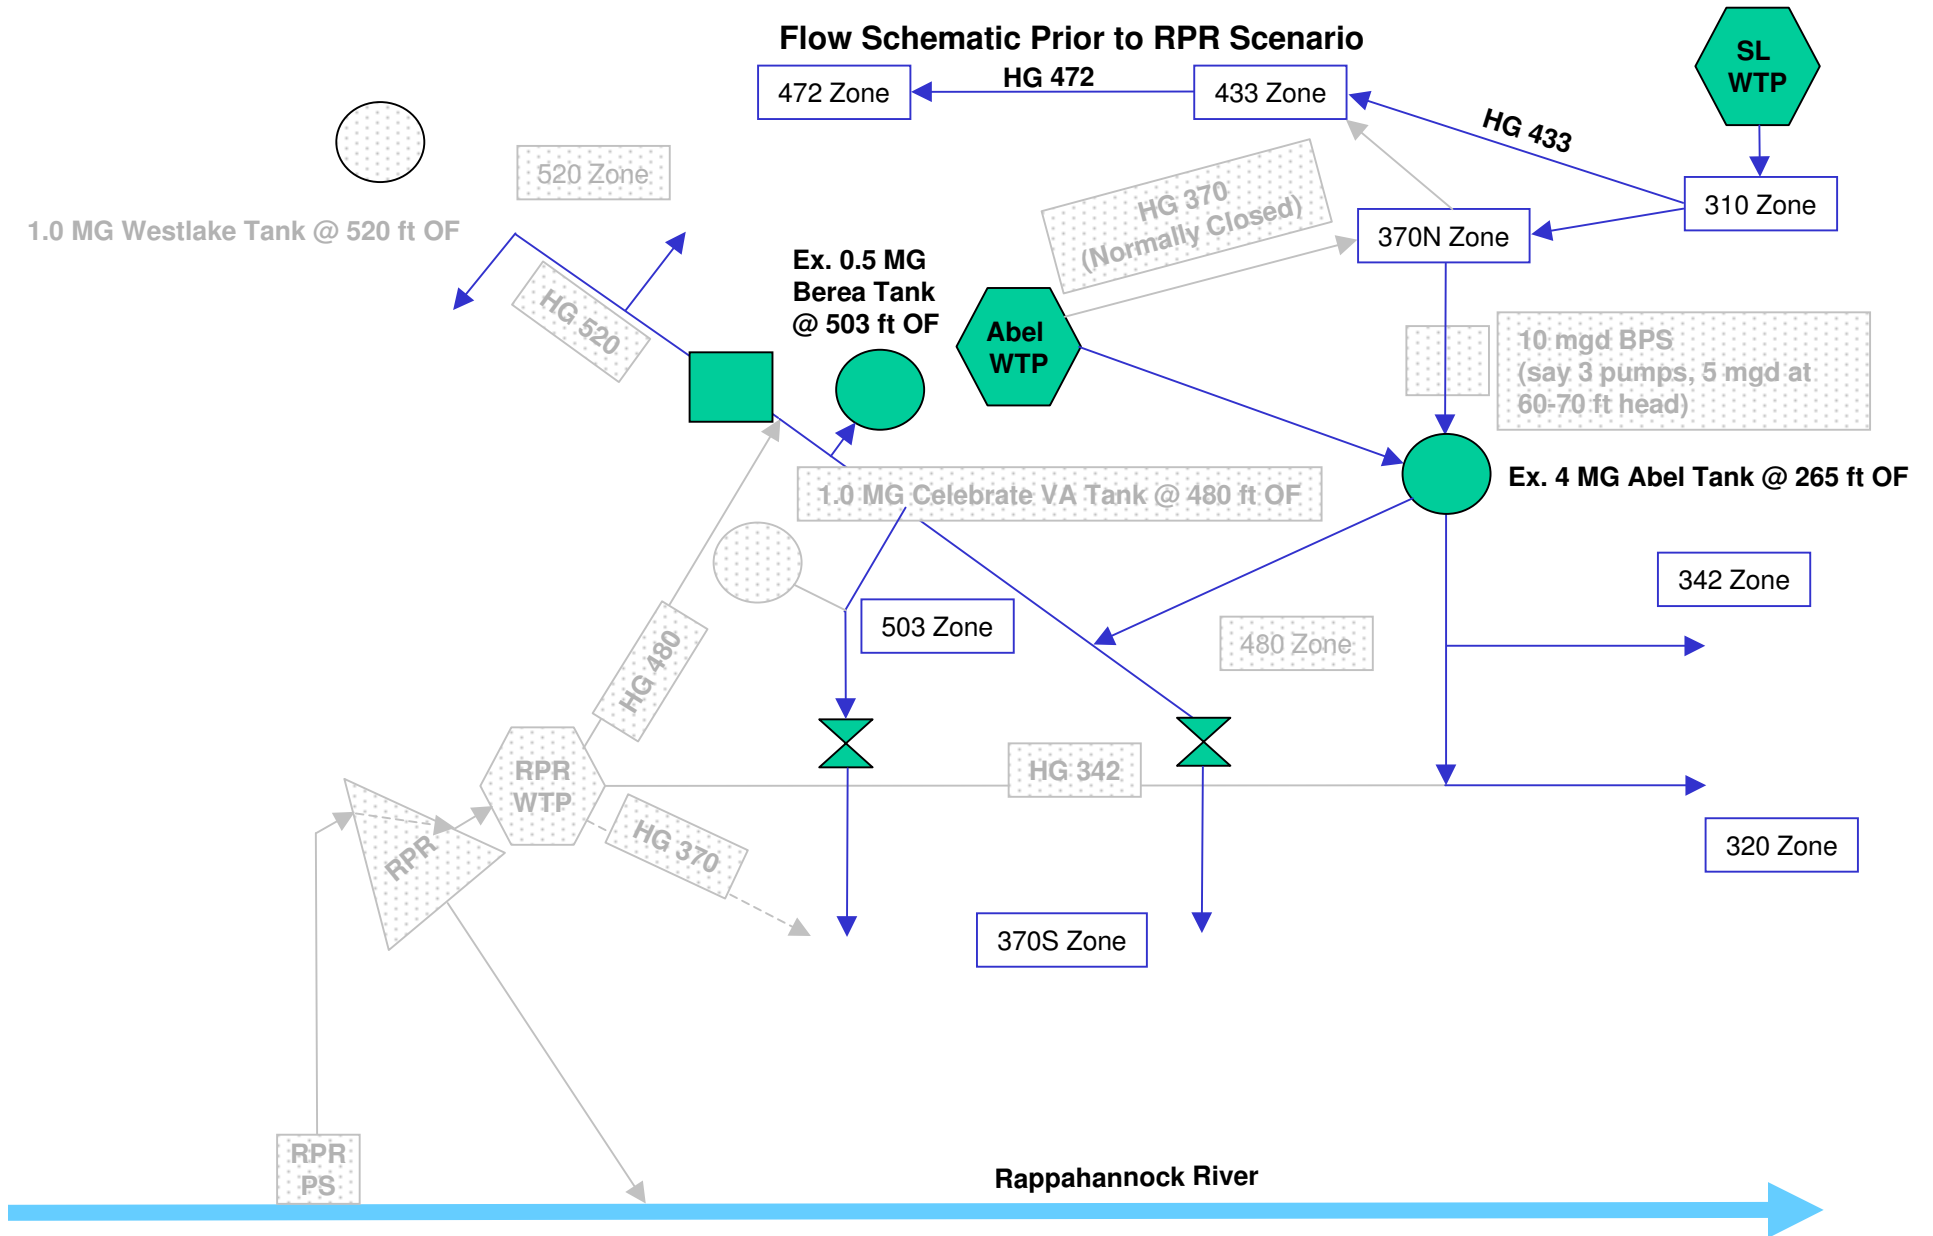 Flow Schematic Prior to RPR Scenario
SL
WTP
472 Zone
HG 472
433 Zone
HG 433
520 Zone
HG 370
(Normally Closed)
310 Zone
1.0 MG Westlake Tank @ 520 ft OF
370N Zone
Ex. 0.5 MG
Berea Tank
@ 503 ft OF
HG 520
Abel
WTP
10 mgd BPS
(say 3 pumps, 5 mgd at
60-70 ft head)
1.0 MG Celebrate VA Tank @ 480 ft OF
Ex. 4 MG Abel Tank @ 265 ft OF
342 Zone
503 Zone
480 Zone
HG 480
RPR
WTP
HG 342
RPR
HG 370
320 Zone
370S Zone
RPR
PS
Rappahannock River